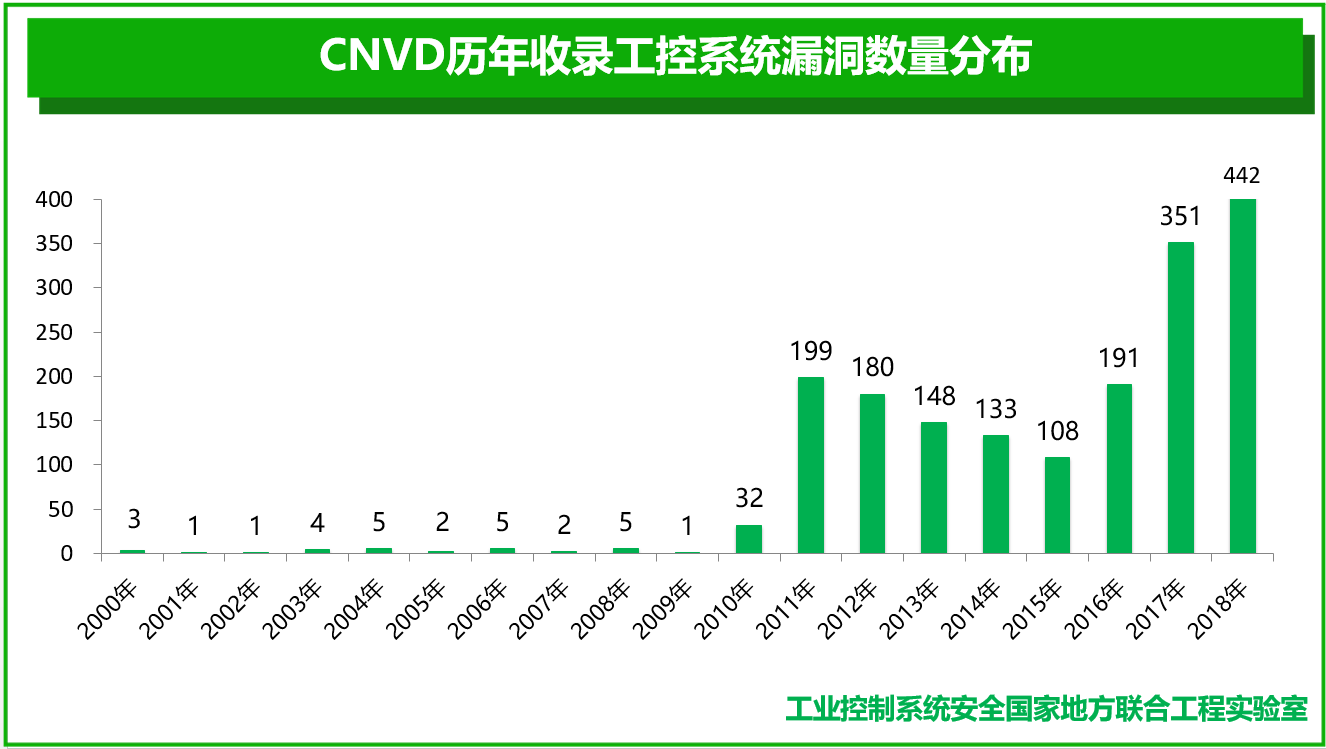 CNVD历年收录工控系统漏洞数量分布
442
400
351
350
300
250
199
200
191
180
150
148
133
108
100
50
32
3
1
1
4
5
2
5
2
5
1
0
2000年
2001年
2002年
2003年
2004年
2005年
2006年
2007年
2008年
2009年
2010年
2011年
2012年
2013年
2014年
2015年
2016年
2017年
2018年
工业控制系统安全国家地方联合工程实验室